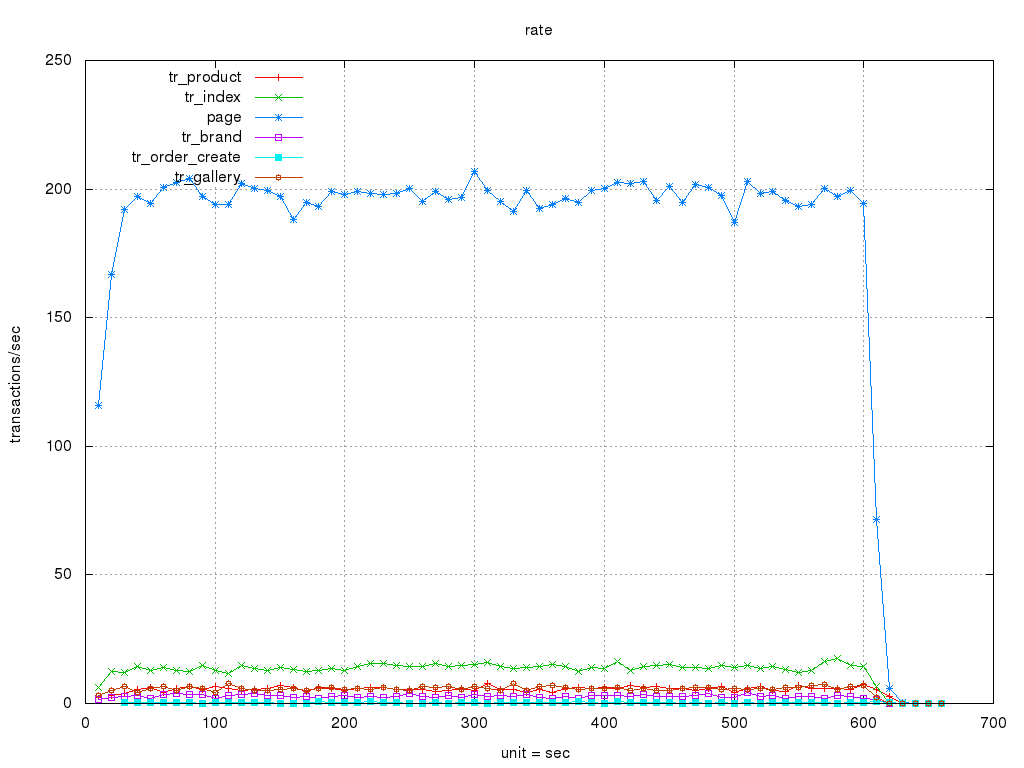 rate
250
tr_product
tr_index
page
tr_brand
tr_order_create
tr_gallery
200
150
transactions/sec
100
50
0
0 100 200 300 400 500 600 700
unit = sec